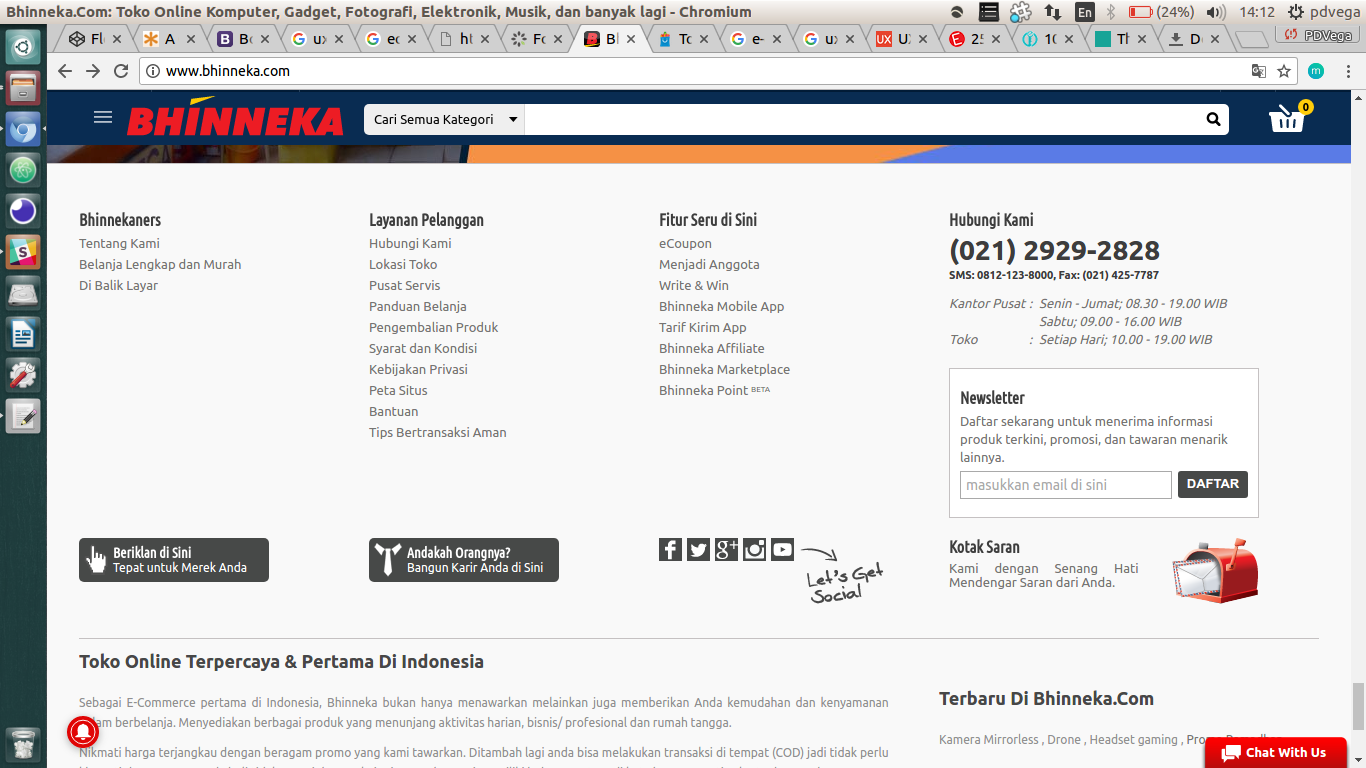 Bhinneka.Com: Toko Online Komputer, Gadget, Fotografi, Elektronik, Musik, dan banyak lagi - Chromium
En (24%) 14:12 pdvega
Fl A Bo ux ec ht Fo Bl To e- ux UX 25 10 Th De PDVega
www.bhinneka.com m
BHINNEKA Cari Semua Kategori 0
Bhinnekaners
Tentang Kami
Belanja Lengkap dan Murah
Di Balik Layar
Layanan Pelanggan
Hubungi Kami
Lokasi Toko
Pusat Servis
Panduan Belanja
Pengembalian Produk
Syarat dan Kondisi
Kebijakan Privasi
Peta Situs
Bantuan
Tips Bertransaksi Aman
Fitur Seru di Sini
eCoupon
Menjadi Anggota
Write & Win
Bhinneka Mobile App
Tarif Kirim App
Bhinneka Affiliate
Bhinneka Marketplace
Bhinneka Point BETA
Hubungi Kami
(021) 2929-2828
SMS: 0812-123-8000, Fax: (021) 425-7787
Kantor Pusat : Senin - Jumat; 08.30 - 19.00 WIB
Sabtu; 09.00 - 16.00 WIB
Toko : Setiap Hari; 10.00 - 19.00 WIB
Newsletter
Daftar sekarang untuk menerima informasi
produk terkini, promosi, dan tawaran menarik
lainnya.
masukkan email di sini DAFTAR
Beriklan di Sini
Tepat untuk Merek Anda
Andakah Orangnya?
Bangun Karir Anda di Sini
Let's Get
Social
Kotak Saran
Kami dengan Senang Hati
Mendengar Saran dari Anda.
Toko Online Terpercaya & Pertama Di Indonesia
Sebagai E-Commerce pertama di Indonesia, Bhinneka bukan hanya menawarkan melainkan juga memberikan Anda kemudahan dan kenyamanan
berbelanja. Menyediakan berbagai produk yang menunjang aktivitas harian, bisnis/ profesional dan rumah tangga.
Nikmati harga terjangkau dengan beragam promo yang kami tawarkan. Ditambah lagi anda bisa melakukan transaksi di tempat (COD) jadi tidak perlu
Terbaru Di Bhinneka.Com
Kamera Mirrorless , Drone , Headset gaming ,
Chat With Us